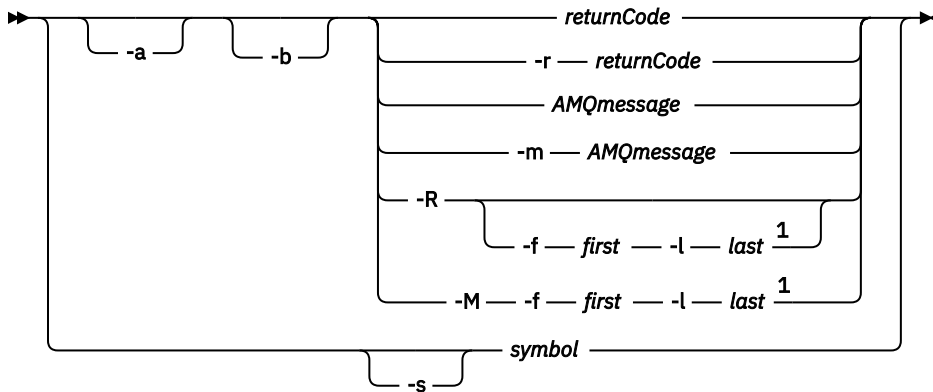 returnCode
-a -b
-r returnCode
AMQmessage
-m AMQmessage
-R
-f first -l last 1
-M -f first -l last 1
symbol
-s